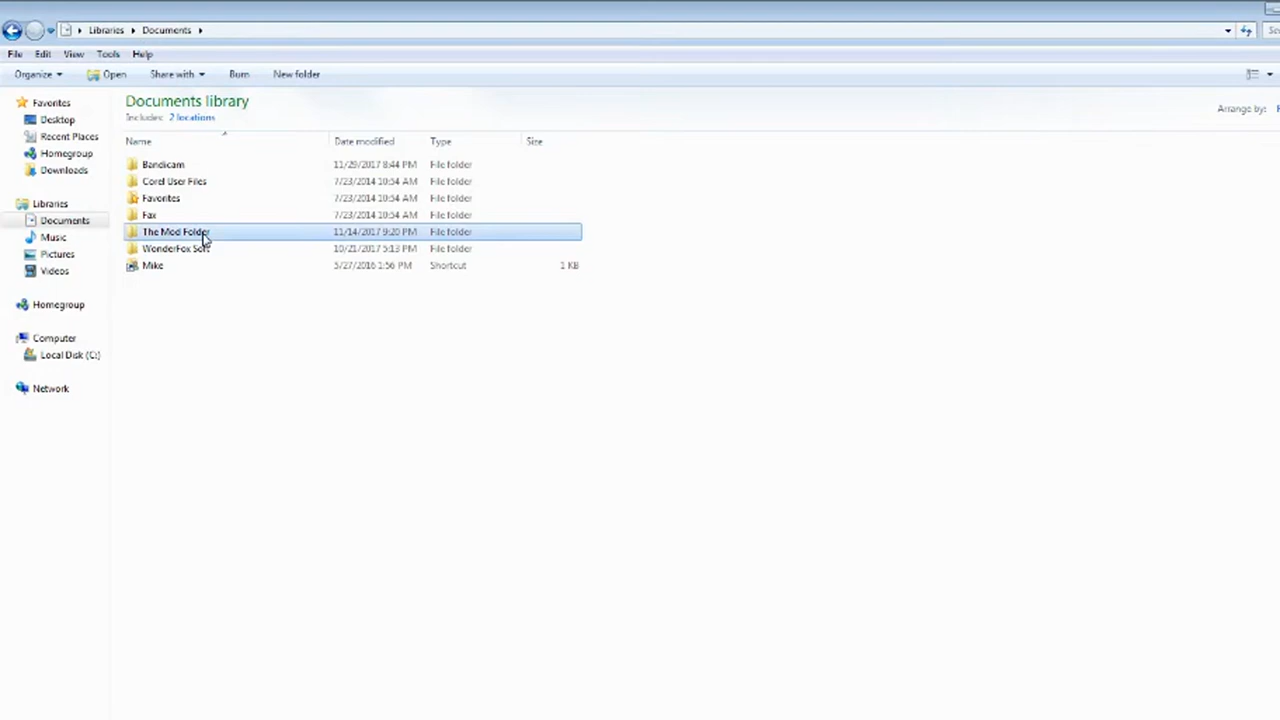 Libraries Documents
File Edit View Tools Help
Organize Open Share with Burn New folder
Favorites
Desktop
Recent Places
Homegroup
Downloads
Libraries
Documents
Music
Pictures
Videos
Homegroup
Computer
Local Disk (C:)
Network
Documents library
Includes: 2 locations
Arrange by:
Name Date modified Type Size
Bandicam 11/29/2017 8:44 PM File folder
Corel User Files 7/23/2014 10:54 AM File folder
Favorites 7/23/2014 10:54 AM File folder
Fax 7/23/2014 10:54 AM File folder
The Mod Folder 11/14/2017 9:20 PM File folder
WonderFox Soft 10/21/2017 5:13 PM File folder
Mike 5/27/2016 1:56 PM Shortcut 1 KB